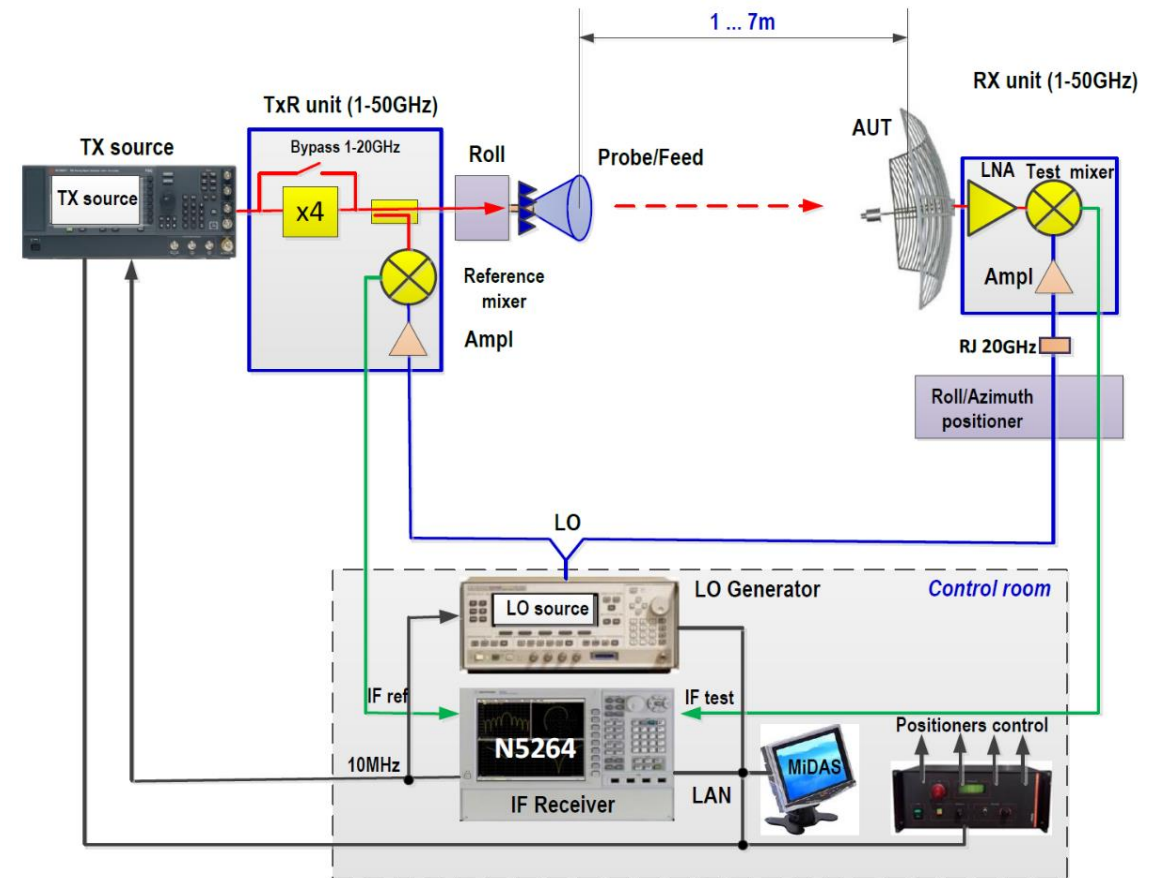 1 ... 7m
TxR unit (1-50GHz)
RX unit (1-50GHz)
TX source
Bypass 1-20GHz
Roll
Probe/Feed
AUT
LNA
Test mixer
TX source
x4
Reference
mixer
Ampl
Ampl
RJ 20GHz
Roll/Azimuth
positioner
LO
LO Generator
Control room
LO source
IF ref
IF test
Positioners control
N5264
MiDAS
10MHz
IF Receiver
LAN